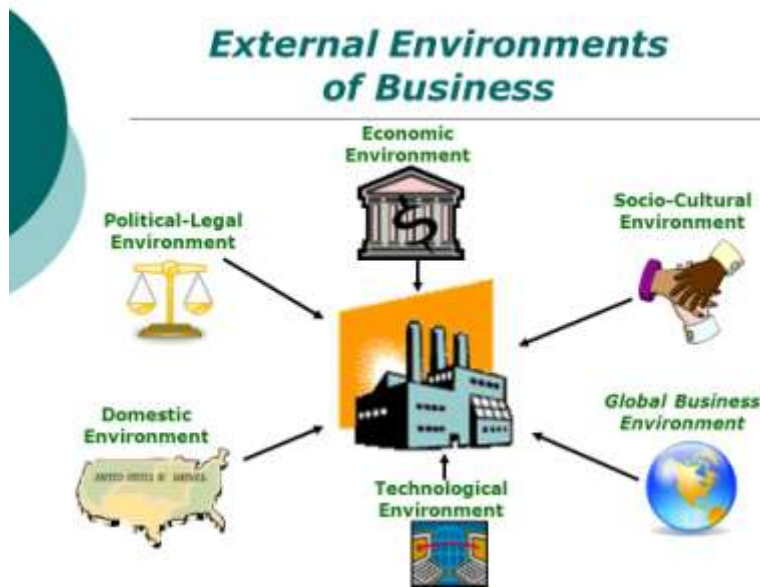 External Environments
of Business
Economic
Environment
Political-Legal
Environment
Socio-Cultural
Environment
Domestic
Environment
Global Business
Environment
Technological
Environment